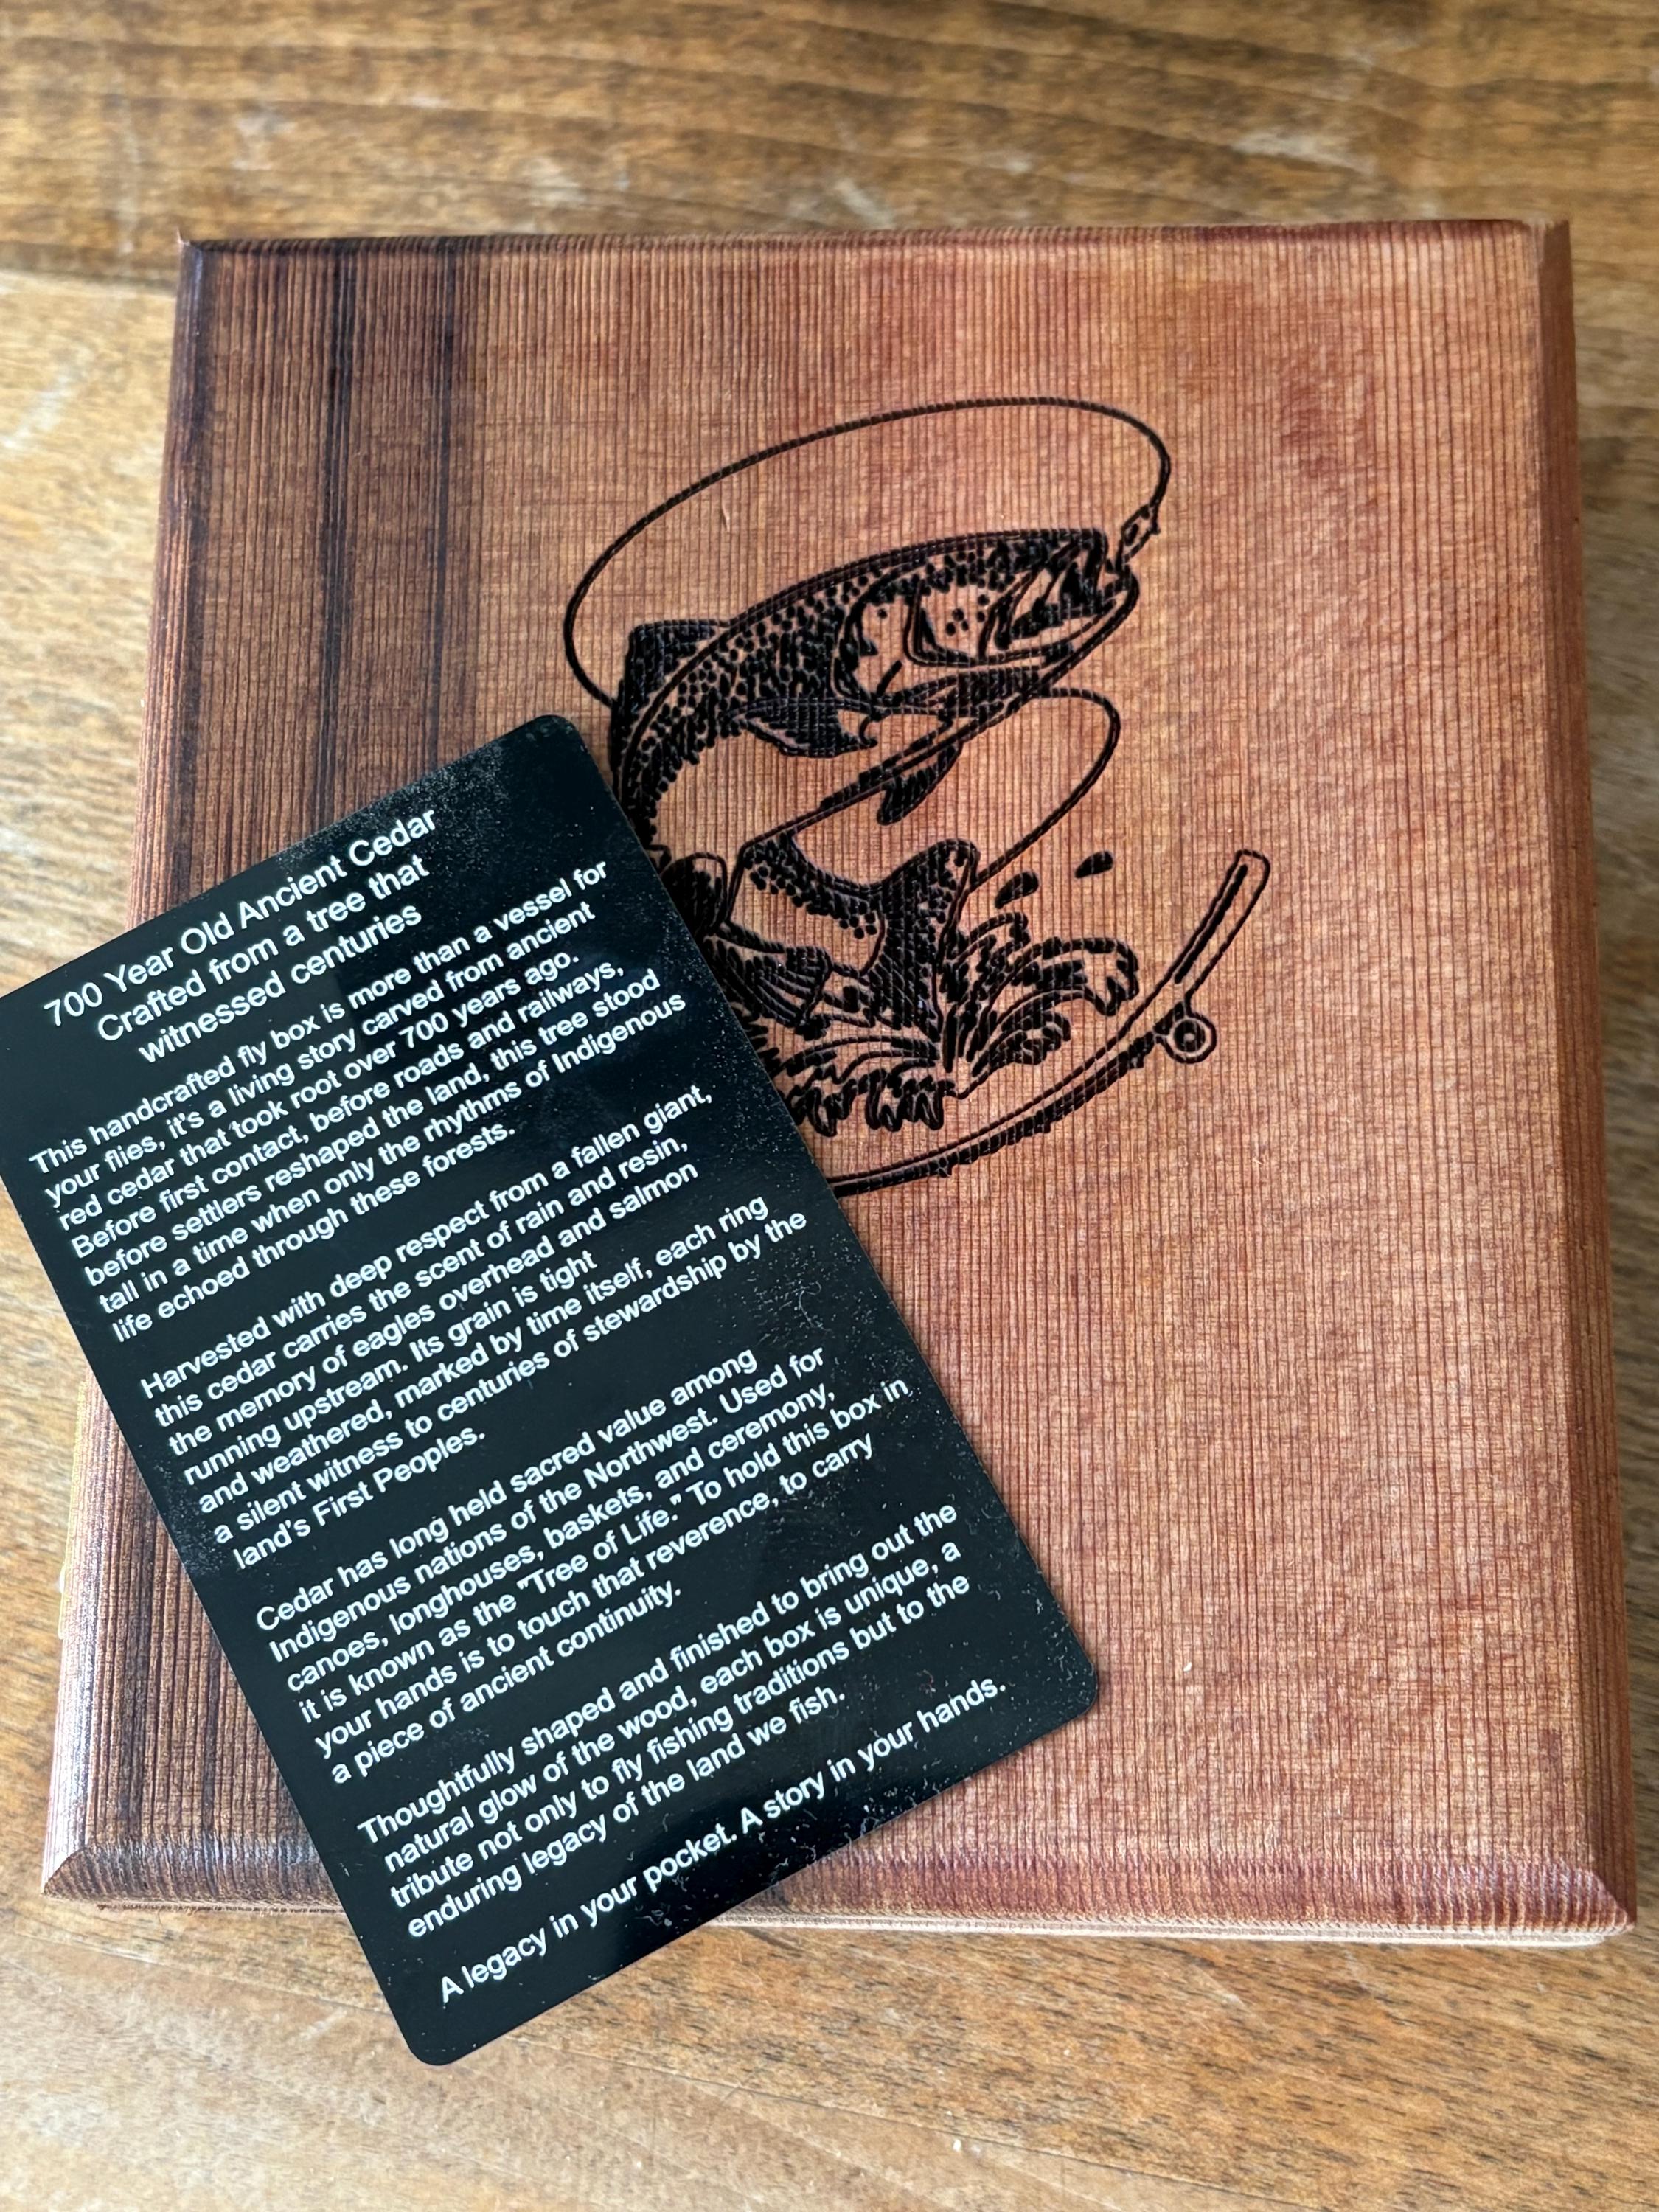 700 Year Old Ancient Cedar
Crafted from a tree that
witnessed centuries
This handcrafted fly box is more than a vessel for
your flies, it's a living story carved from ancient
red cedar that took root over 700 years ago.
Before first contact, before roads and railways,
before settlers reshaped the land, this tree stood
tall in a time when only the rhythms of Indigenous
life echoed through these forests.
Harvested with deep respect from a fallen giant,
this cedar carries the scent of rain and resin,
the memory of eagles overhead and salmon
running upstream. Its grain is tight
and weathered, marked by time itself, each ring
a silent witness to centuries of stewardship by the
land's First Peoples.
Cedar has long held sacred value among
Indigenous nations of the Northwest. Used for
canoes, longhouses, baskets, and ceremony,
it is known as the "Tree of Life." To hold this box in
your hands is to touch that reverence, to carry
a piece of ancient continuity.
Thoughtfully shaped and finished to bring out the
natural glow of the wood, each box is unique, a
tribute not only to fly fishing traditions but to the
enduring legacy of the land we fish.
A legacy in your pocket. A story in your hands.